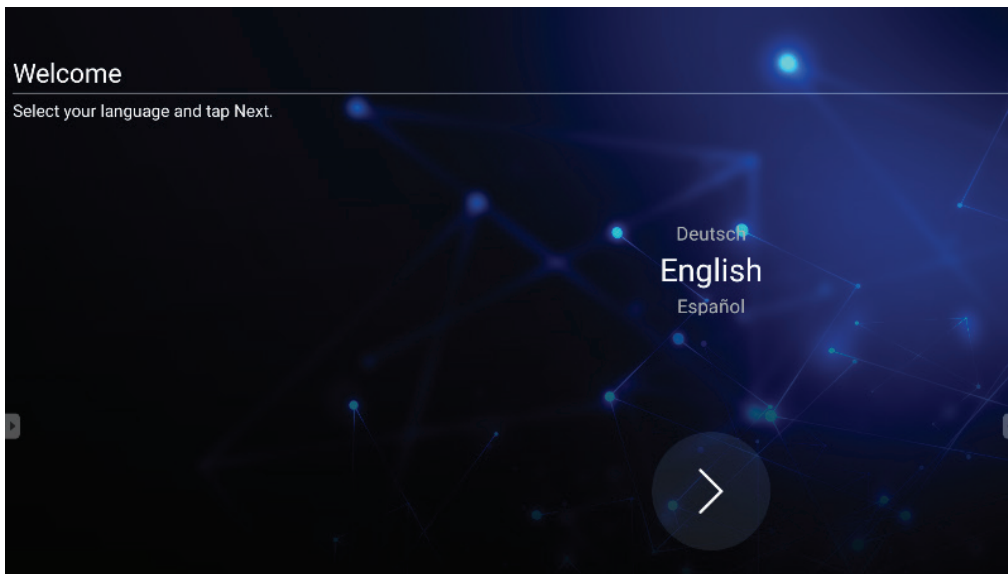 Welcome
Select your language and tap Next.
Deutsch
English
Español